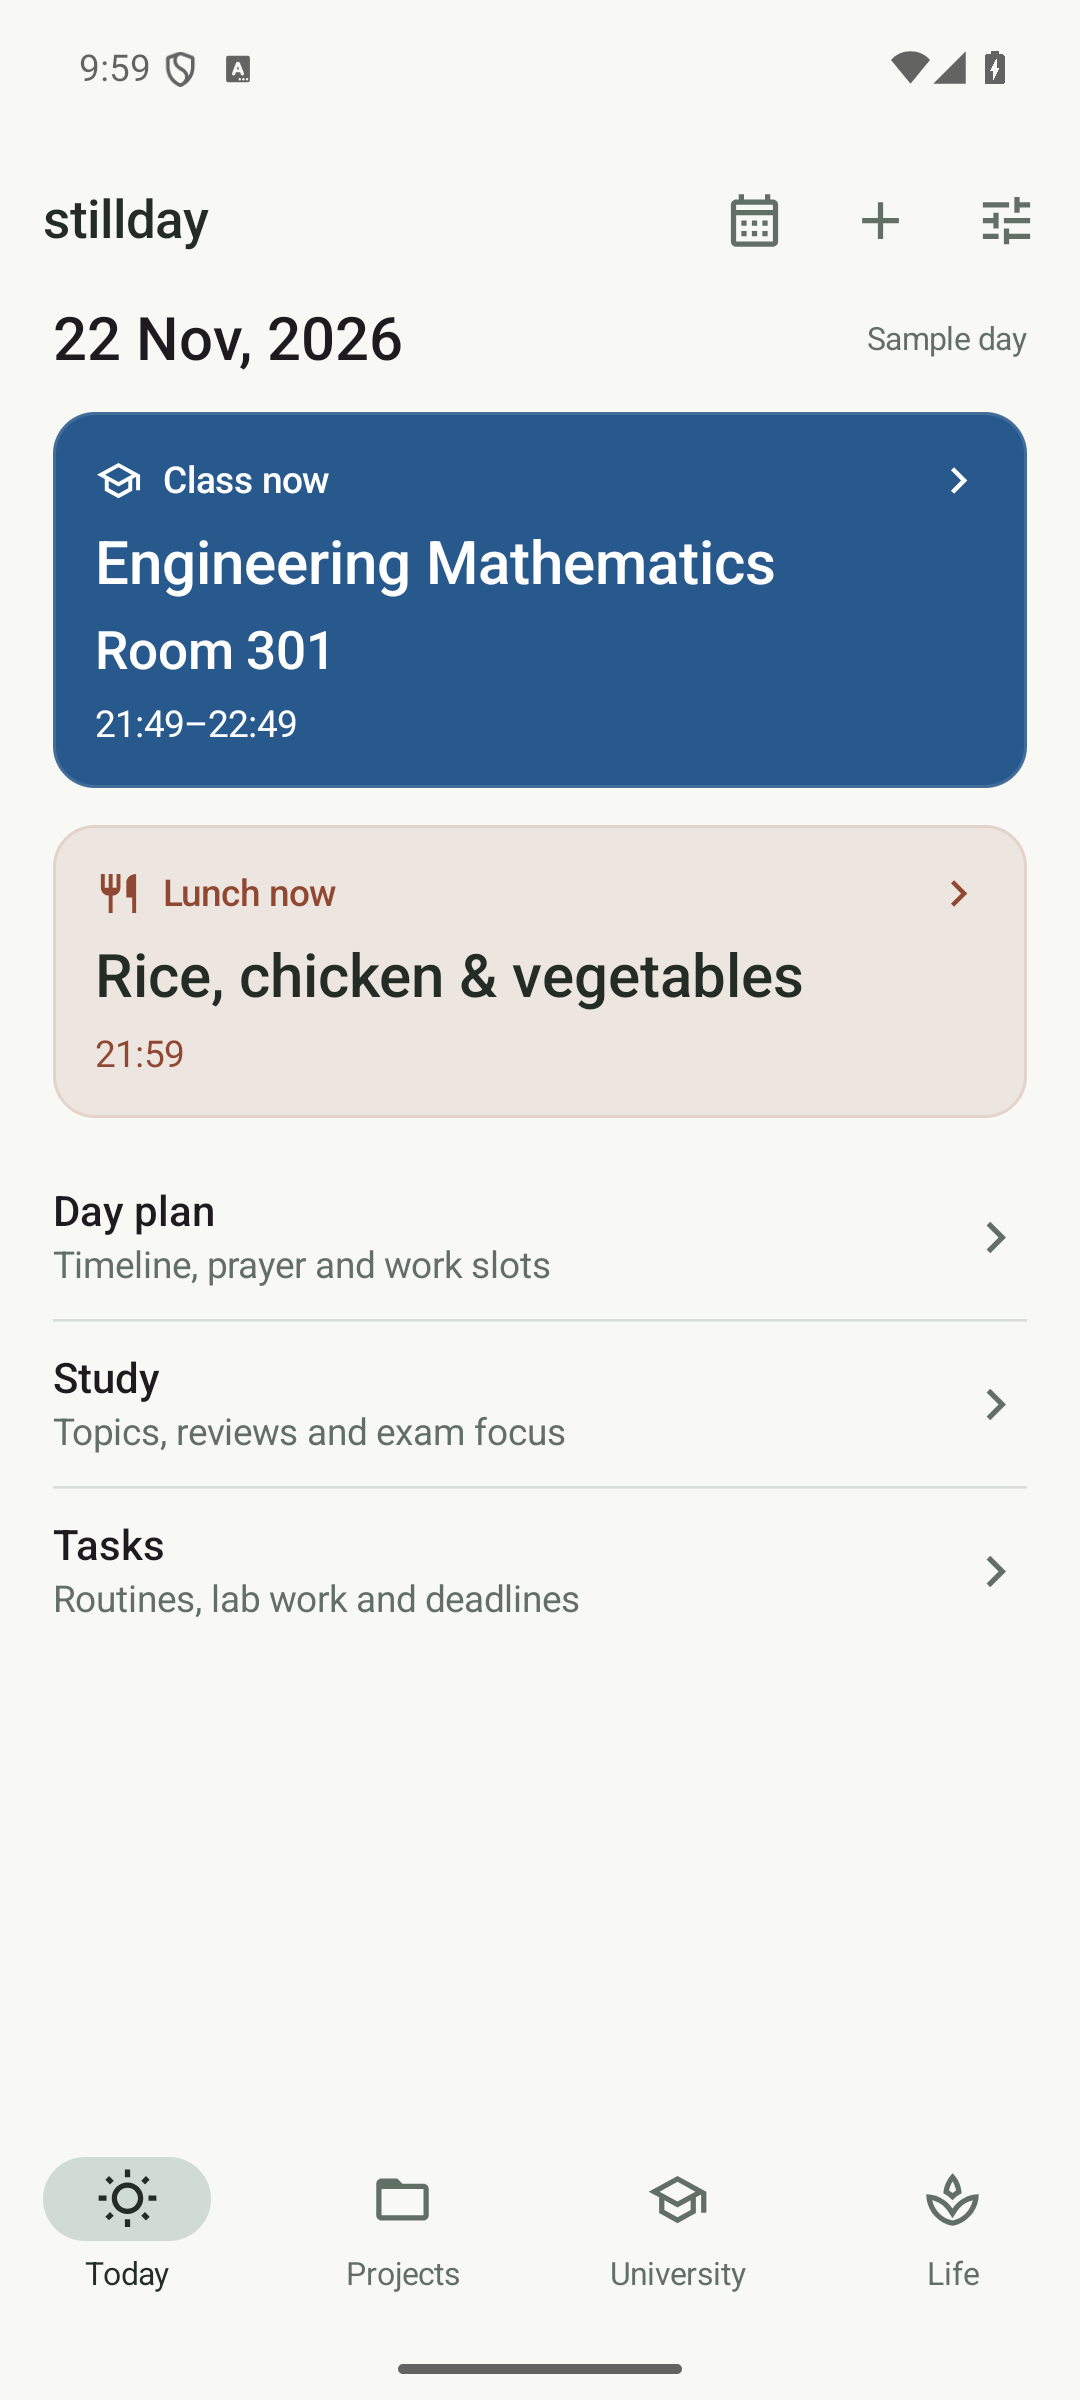 9:59
stillday
22 Nov, 2026
Sample day
Class now
Engineering Mathematics
Room 301
21:49–22:49
Lunch now
Rice, chicken & vegetables
21:59
Day plan
Timeline, prayer and work slots
Study
Topics, reviews and exam focus
Tasks
Routines, lab work and deadlines
Today
Projects
University
Life